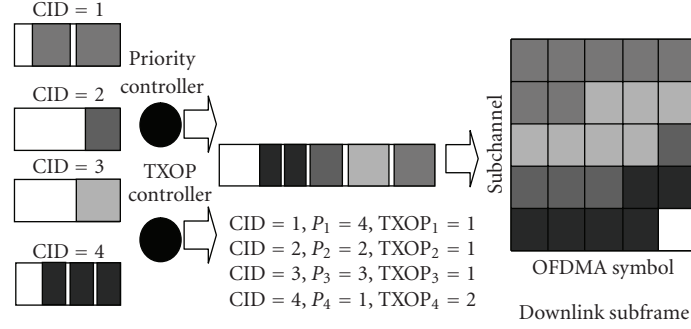 CID = 1
Priority
controller
CID = 2
CID = 3
TXOP
controller
CID = 4
CID = 1, P₁ = 4, TXOP₁ = 1
CID = 2, P₂ = 2, TXOP₂ = 1
CID = 3, P₃ = 3, TXOP₃ = 1
CID = 4, P₄ = 1, TXOP₄ = 2
Subchannel
OFDMA symbol
Downlink subframe